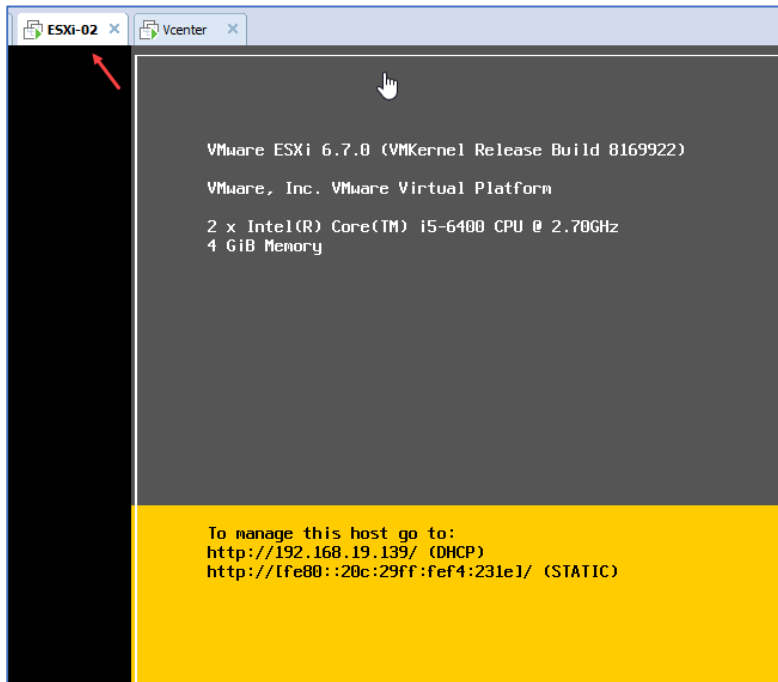 ESXi-02
Vcenter
VMware ESXi 6.7.0 (VMKernel Release Build 8169922)
VMware, Inc. VMware Virtual Platform
2 x Intel(R) Core(TM) i5-6400 CPU @ 2.70GHz
4 GiB Memory
To manage this host go to:
http://192.168.19.139/ (DHCP)
http://[fe80::20c:29ff:fef4:231e]/ (STATIC)